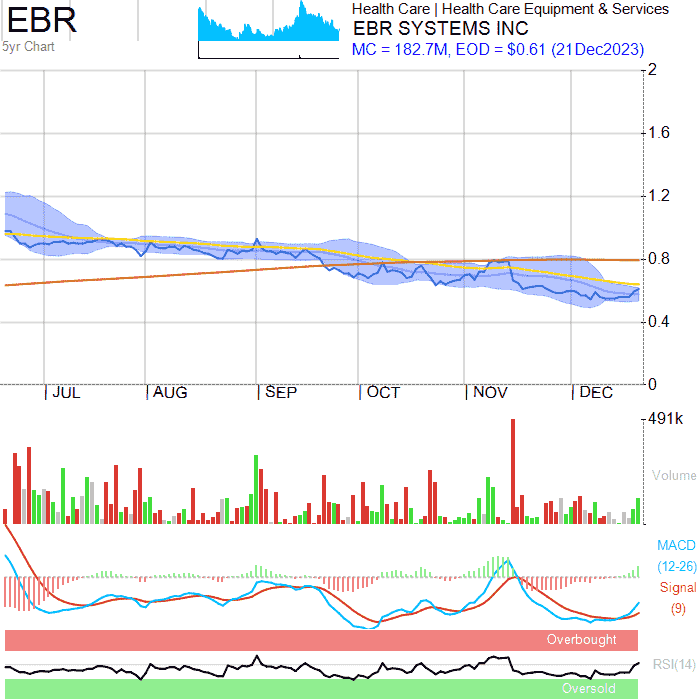 EBR
Health Care | Health Care Equipment & Services
EBR SYSTEMS INC
5yr Chart
MC = 182.7M, EOD = $0.61 (21Dec2023)
2
1.6
1.2
0.8
0.4
0
JUL
AUG
SEP
OCT
NOV
DEC
491k
Volume
MACD
(12-26)
Signal
(9)
Overbought
RSI(14)
Oversold